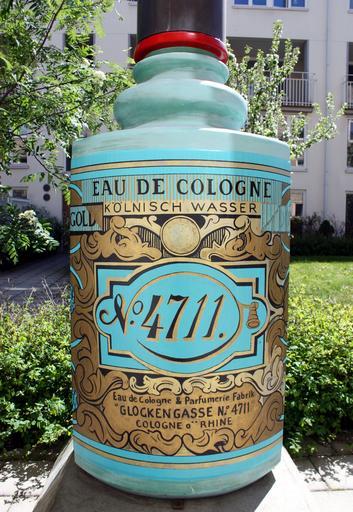 EAU DE COLOGNE
GOLD KÖLNISCH WASSER
No. 4711.
Eau de Cologne & Parfumerie Fabrik
"GLOCKENGASSE No. 4711"
COLOGNE o/ RHINE